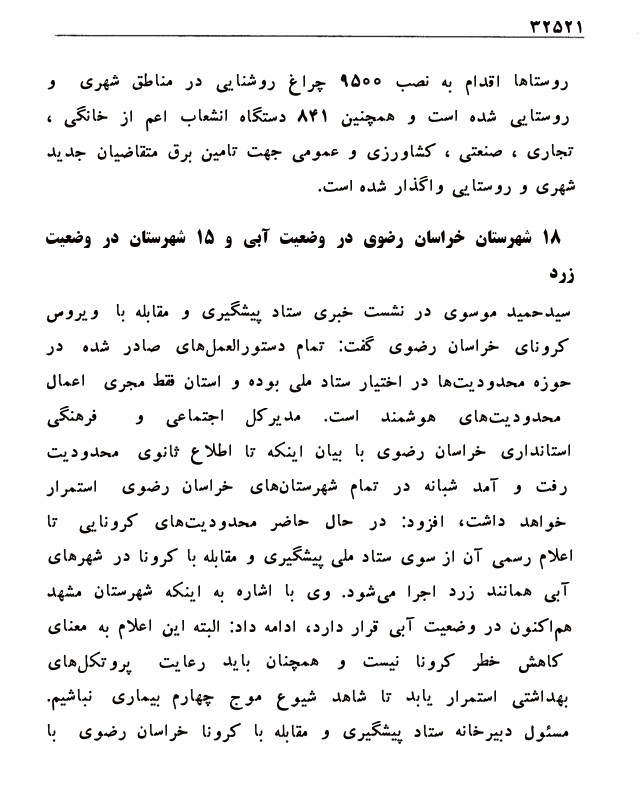 ۳۲۵۲۱
روستاها اقدام به نصب ۹۵۰۰ چراغ روشنایی در مناطق شهری و
روستایی شده است و همچنین ۸۴۱ دستگاه انشعاب اعم از خانگی ،
تجاری ، صنعتی ، کشاورزی و عمومی جهت تامین برق متقاضیان جدید
شهری و روستایی واگذار شده است.
۱۸ شهرستان خراسان رضوی در وضعیت آبی و ۱۵ شهرستان در وضعیت
زرد
سیدحمید موسوی در نشست خبری ستاد پیشگیری و مقابله با ویروس
کرونای خراسان رضوی گفت: تمام دستورالعمل‌های صادر شده در
حوزه محدودیت‌ها در اختیار ستاد ملی بوده و استان فقط مجری اعمال
محدودیت‌های هوشمند است. مدیرکل اجتماعی و فرهنگی
استانداری خراسان رضوی با بیان اینکه تا اطلاع ثانوی محدودیت
رفت و آمد شبانه در تمام شهرستان‌های خراسان رضوی استمرار
خواهد داشت، افزود: در حال حاضر محدودیت‌های کرونایی تا
اعلام رسمی آن از سوی ستاد ملی پیشگیری و مقابله با کرونا در شهرهای
آبی همانند زرد اجرا می‌شود. وی با اشاره به اینکه شهرستان مشهد
هم‌اکنون در وضعیت آبی قرار دارد، ادامه داد: البته این اعلام به معنای
کاهش خطر کرونا نیست و همچنان باید رعایت پروتکل‌های
بهداشتی استمرار یابد تا شاهد شیوع موج چهارم بیماری نباشیم.
مسئول دبیرخانه ستاد پیشگیری و مقابله با کرونا خراسان رضوی با